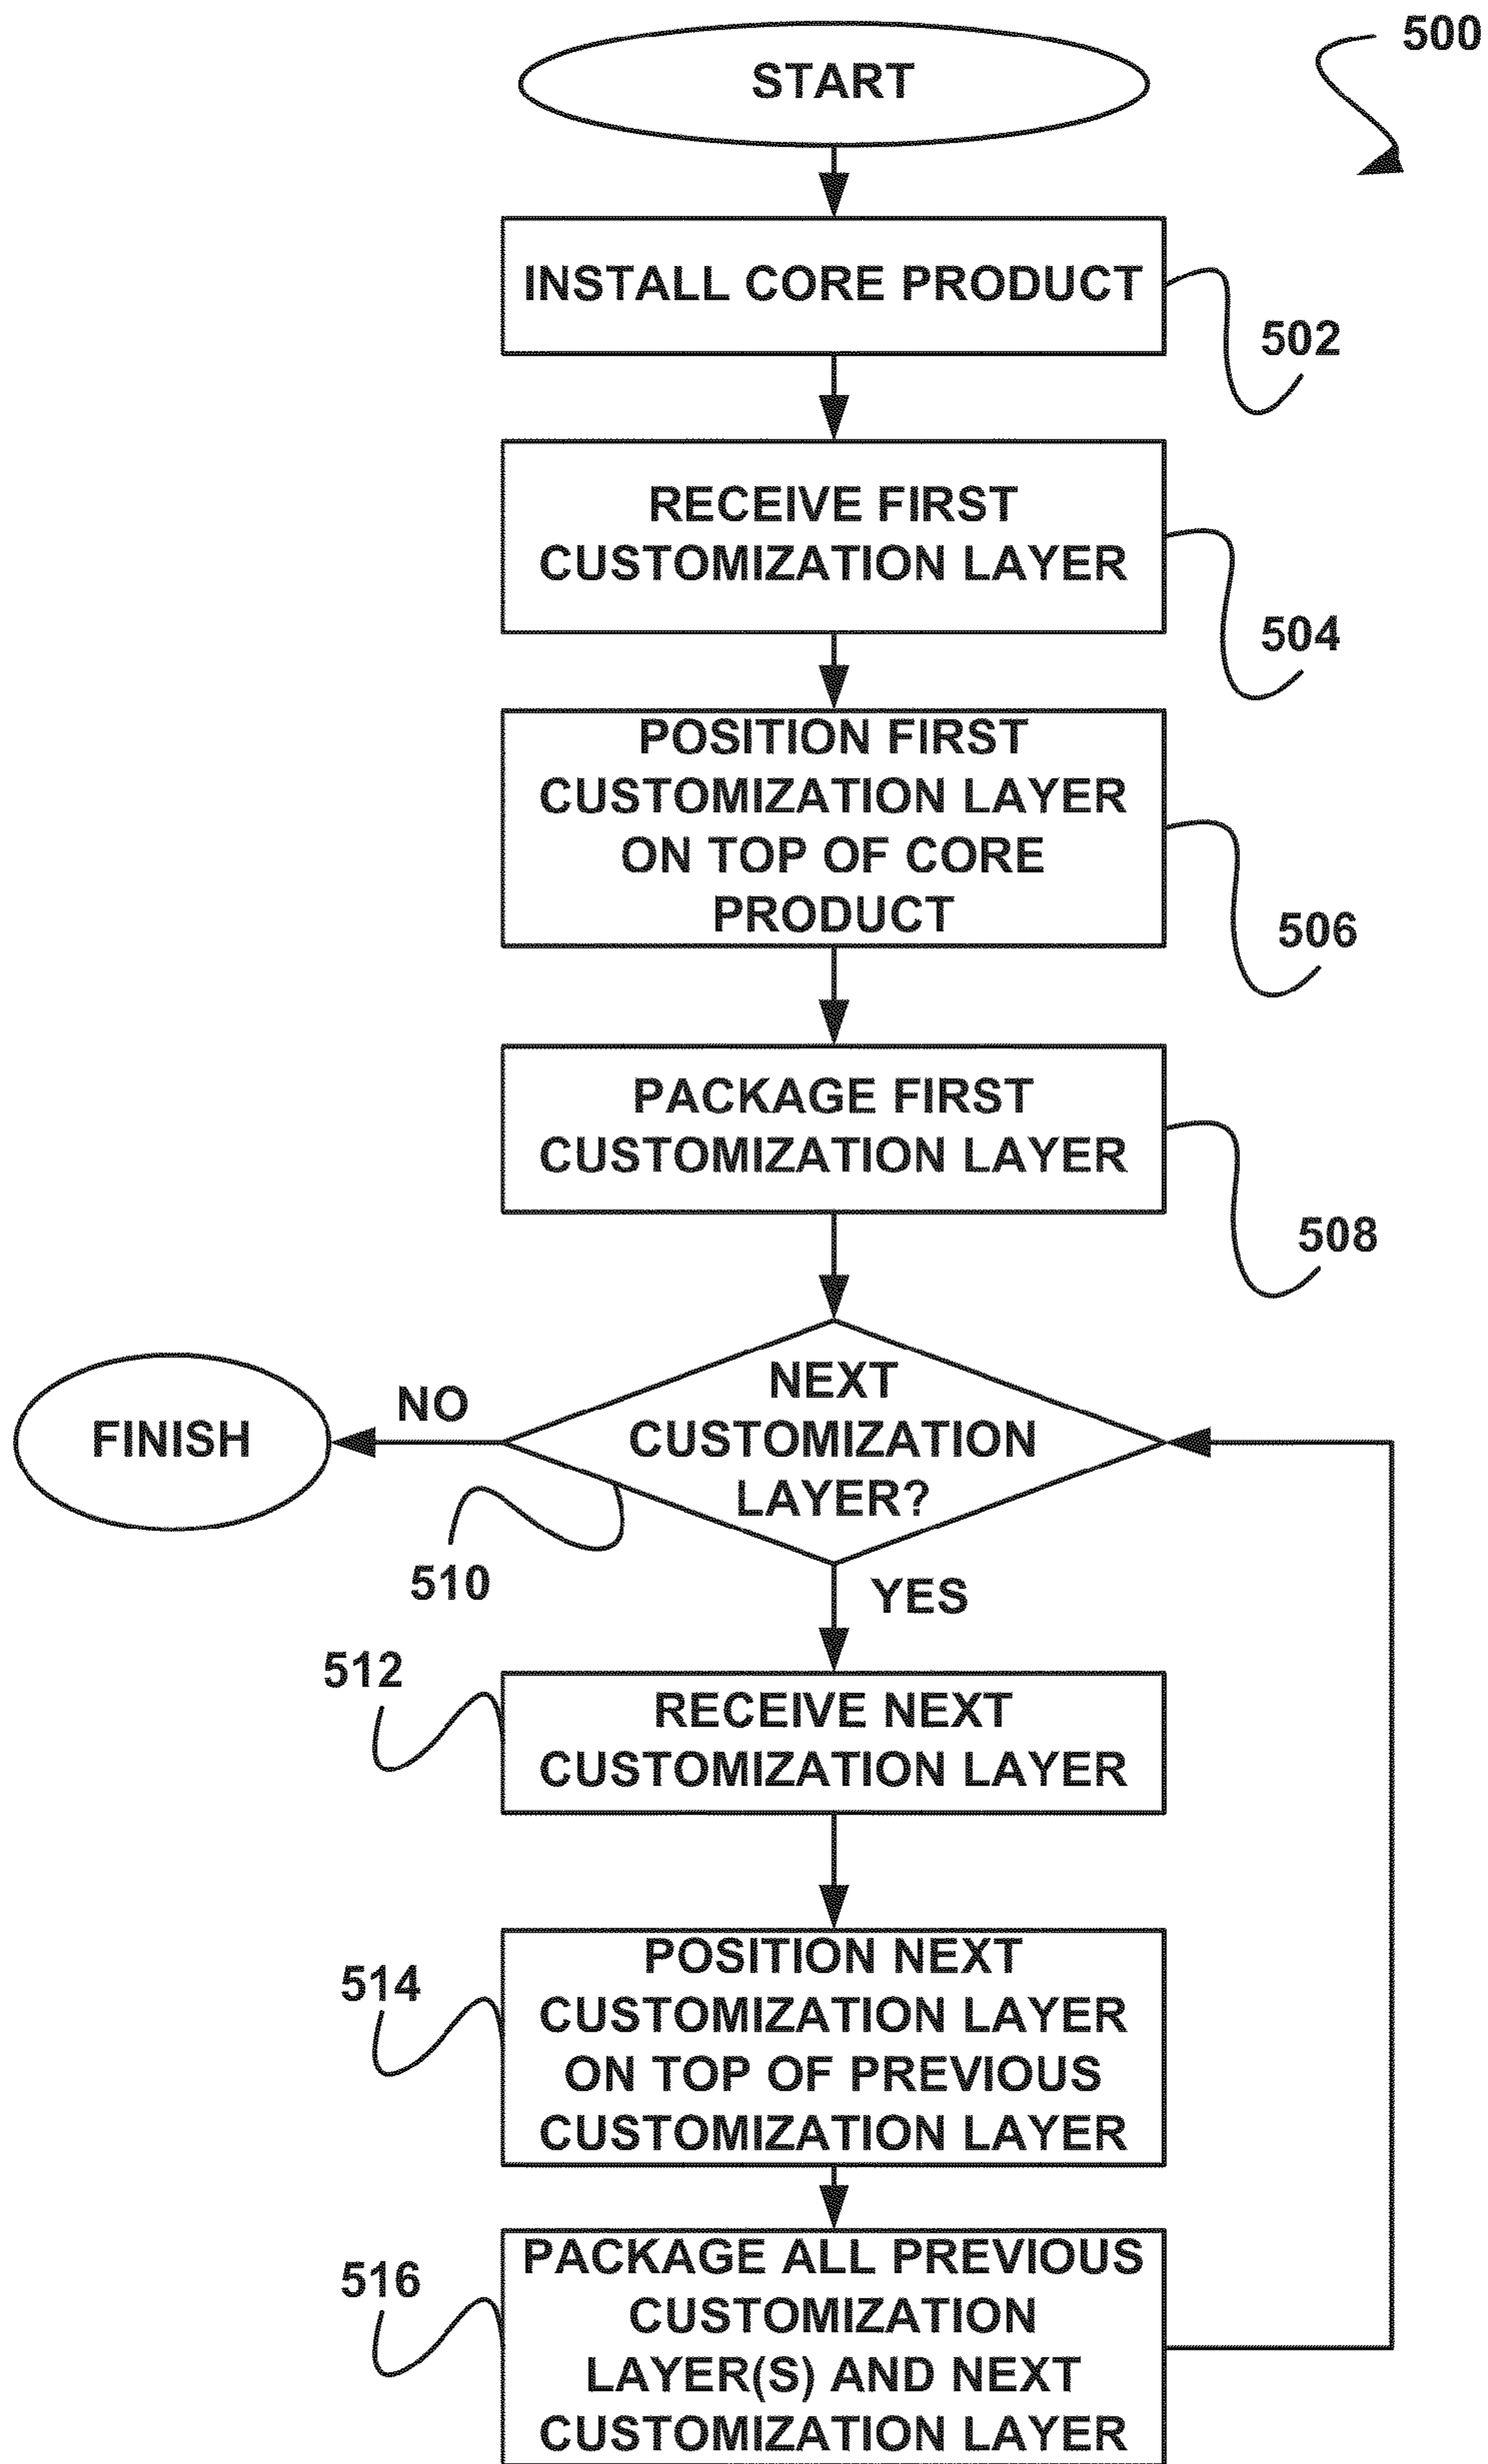 500
START
INSTALL CORE PRODUCT
502
RECEIVE FIRST
CUSTOMIZATION LAYER
504
POSITION FIRST
CUSTOMIZATION LAYER
ON TOP OF CORE
PRODUCT
506
PACKAGE FIRST
CUSTOMIZATION LAYER
508
NEXT
CUSTOMIZATION
LAYER?
NO
FINISH
510
YES
512
RECEIVE NEXT
CUSTOMIZATION LAYER
514
POSITION NEXT
CUSTOMIZATION LAYER
ON TOP OF PREVIOUS
CUSTOMIZATION LAYER
516
PACKAGE ALL PREVIOUS
CUSTOMIZATION
LAYER(S) AND NEXT
CUSTOMIZATION LAYER